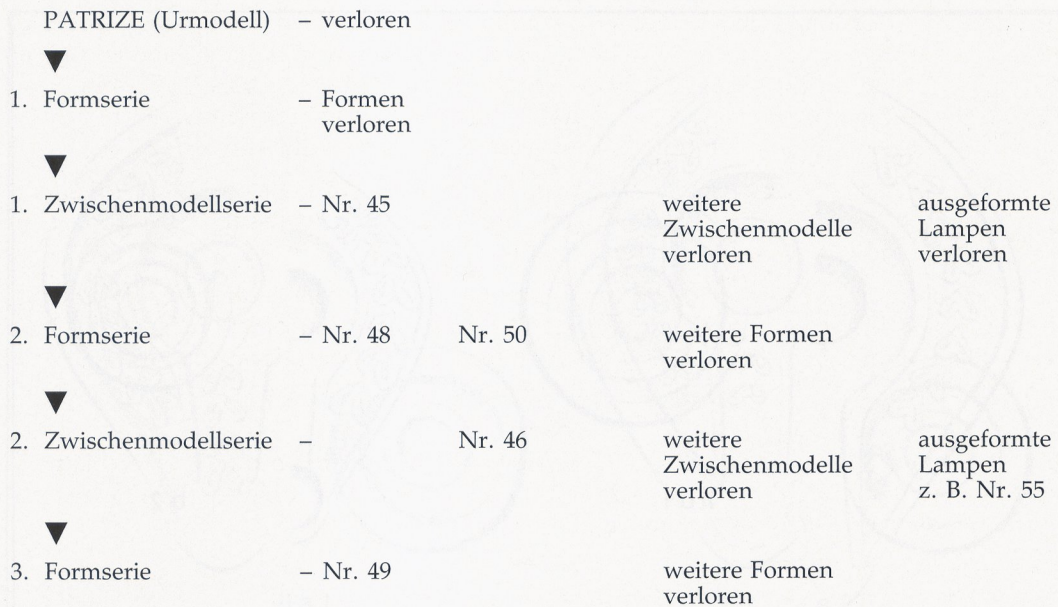 PATRIZE (Urmodell) – verloren
▼
1. Formserie – Formen
verloren
▼
1. Zwischenmodellserie – Nr. 45 weitere ausgeformte
Zwischenmodelle Lampen
verloren verloren
▼
2. Formserie – Nr. 48 Nr. 50 weitere Formen
verloren
▼
2. Zwischenmodellserie – Nr. 46 weitere ausgeformte
Zwischenmodelle Lampen
verloren z. B. Nr. 55
▼
3. Formserie – Nr. 49 weitere Formen
verloren